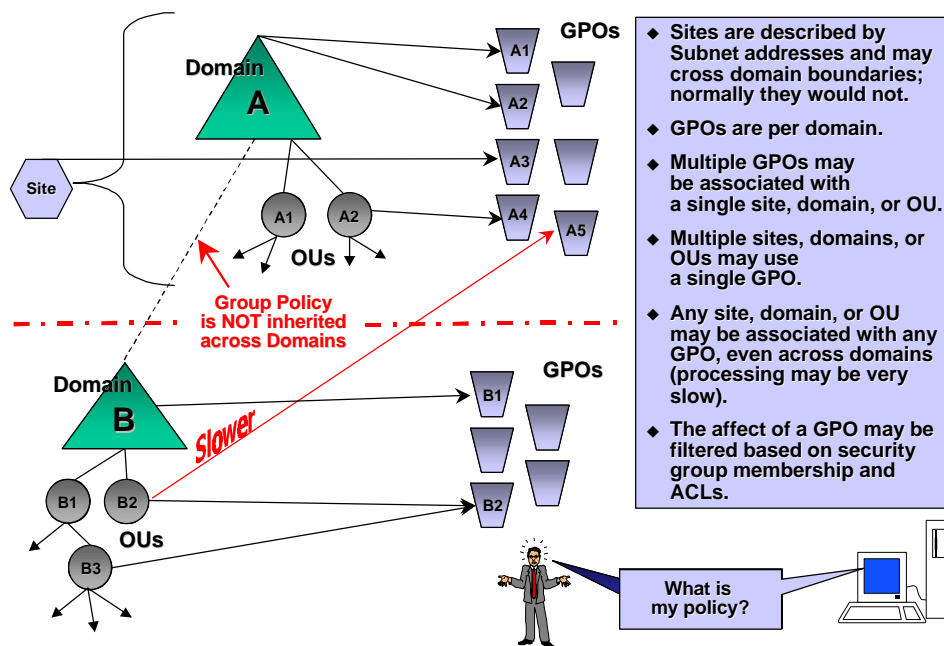 GPOs
Domain
A
A1
A2
A3
A4
A5
Site
A1
A2
OUs
Group Policy
is NOT inherited
across Domains
Domain
B
GPOs
B1
B2
Slower
B1
B2
OUs
B3
Sites are described by
Subnet addresses and may
cross domain boundaries;
normally they would not.
GPOs are per domain.
Multiple GPOs may
be associated with
a single site, domain, or OU.
Multiple sites, domains, or
OUs may use
a single GPO.
Any site, domain, or OU
may be associated with any
GPO, even across domains
(processing may be very
slow).
The affect of a GPO may be
filtered based on security
group membership and
ACLs.
What is
my policy?